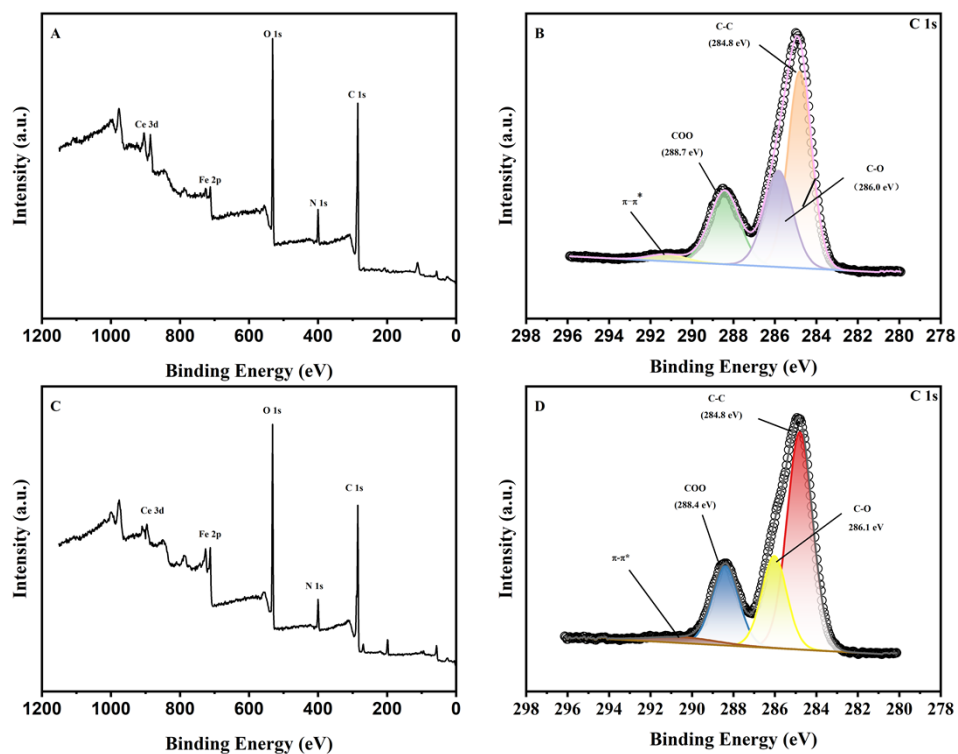 A
O 1s
C 1s
Ce 3d
Fe 2p
N 1s
Intensity (a.u.)
1200 1000 800 600 400 200 0
Binding Energy (eV)
B
C 1s
C-C
(284.8 eV)
COO
(288.7 eV)
C-O
(286.0 eV)
π-π*
Intensity (a.u.)
298 296 294 292 290 288 286 284 282 280 278
Binding Energy (eV)
C
O 1s
C 1s
Ce 3d
Fe 2p
N 1s
Intensity (a.u.)
1200 1000 800 600 400 200 0
Binding Energy (eV)
D
C 1s
C-C
(284.8 eV)
COO
(288.4 eV)
C-O
286.1 eV
π-π*
Intensity (a.u.)
298 296 294 292 290 288 286 284 282 280 278
Binding Energy (eV)